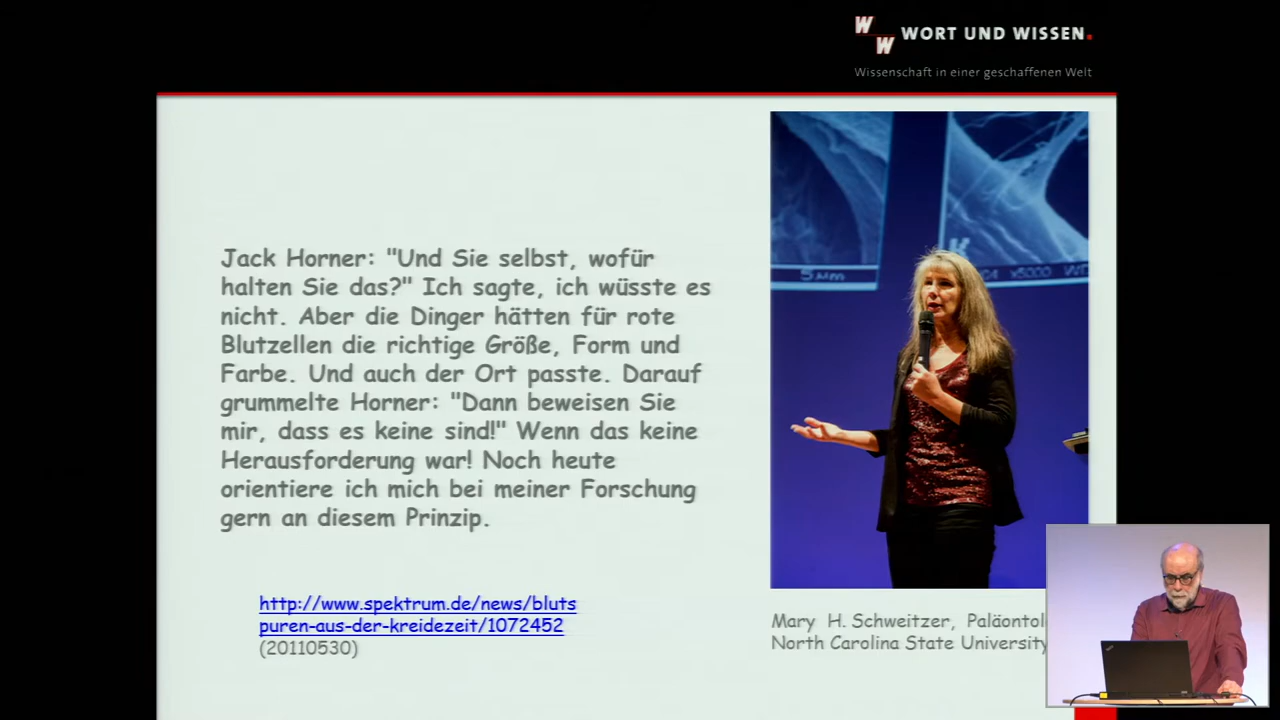 W
W
WORT UND WISSEN.
Wissenschaft in einer geschaffenen Welt
Jack Horner: "Und Sie selbst, wofür
halten Sie das?" Ich sagte, ich wüsste es
nicht. Aber die Dinger hätten für rote
Blutzellen die richtige Größe, Form und
Farbe. Und auch der Ort passte. Darauf
grummelte Horner: "Dann beweisen Sie
mir, dass es keine sind!" Wenn das keine
Herausforderung war! Noch heute
orientiere ich mich bei meiner Forschung
gern an diesem Prinzip.
http://www.spektrum.de/news/bluts
puren-aus-der-kreidezeit/1072452
(20110530)
5µm
x5000
Mary H. Schweitzer, Paläontol
North Carolina State University